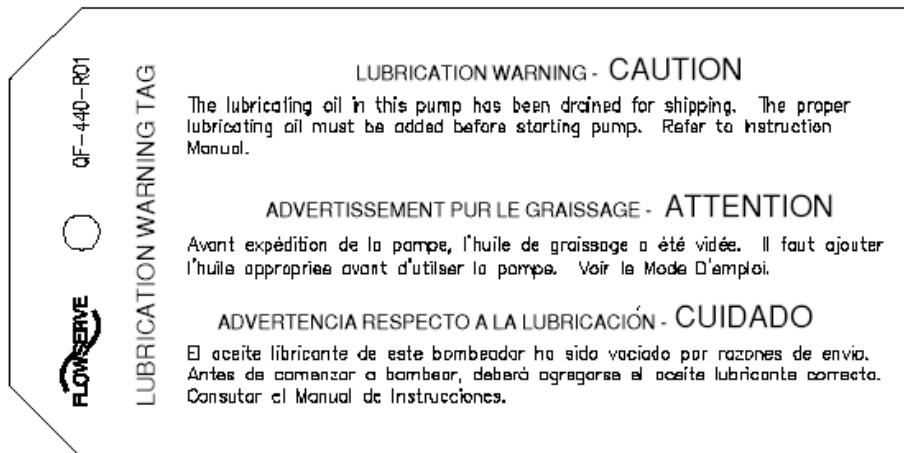 QF-440-R01
FLOWSERVE
LUBRICATION WARNING TAG
LUBRICATION WARNING - CAUTION
The lubricating oil in this pump has been drained for shipping. The proper
lubricating oil must be added before starting pump. Refer to Instruction
Manual.
ADVERTISSEMENT PUR LE GRAISSAGE - ATTENTION
Avant expédition de la pompe, l'huile de graissage a été vidée. Il faut ajouter
l'huile appropriee avant d'utilser la pompe. Voir le Mode D'emploi.
ADVERTENCIA RESPECTO A LA LUBRICACIÓN - CUIDADO
El aceite libricante de este bombeador ha sido vaciado por razones de envio.
Antes de comenzar a bombear, deberá agregarse el aceite lubricante correcto.
Consutar el Manual de Instrucciones.